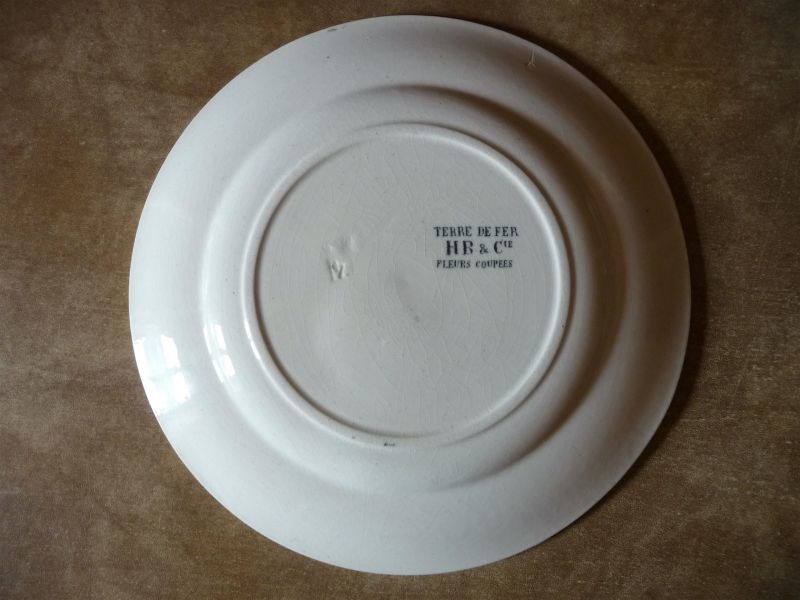 TERRE DE FER
HB & CIE
FLEURS COUPEES
V.